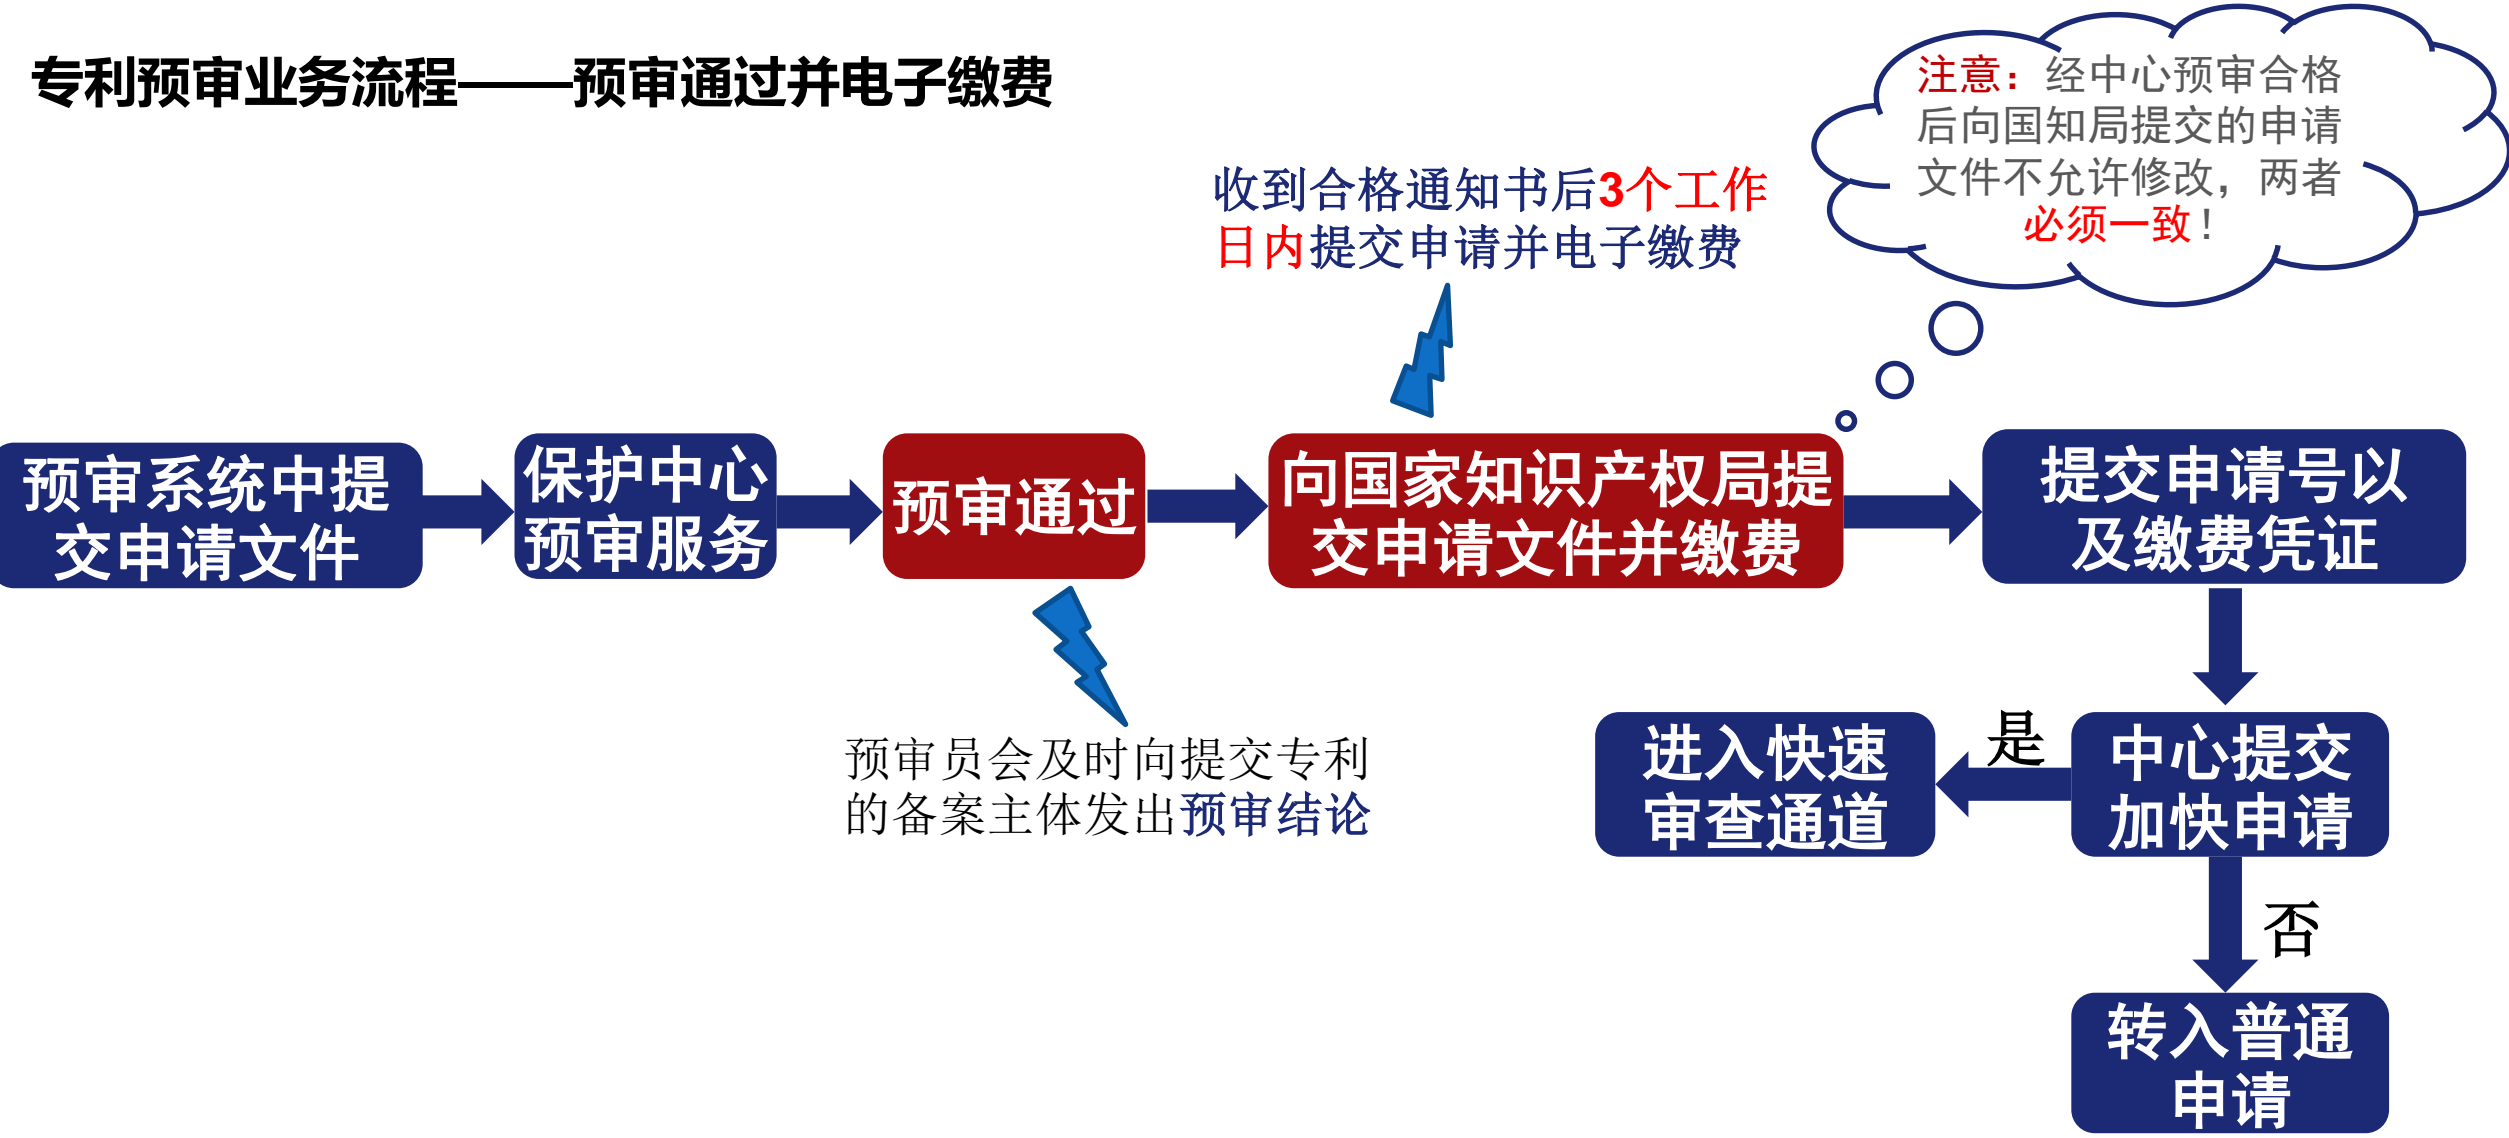 专利预审业务流程——预审通过并电子缴费
注意：经中心预审合格
后向国知局提交的申请
文件不允许修改，两者
必须一致！
收到合格通知书后3个工作
日内提交申请并电子缴费
预审系统中提
交申请文件
保护中心
预审服务
预审通过
向国家知识产权局提
交申请文件并缴费
提交申请号以
及缴费凭证
预审员会及时向提交专利
的备案主体发出预审结论
进入快速
审查通道
是
中心提交
加快申请
否
转入普通
申请